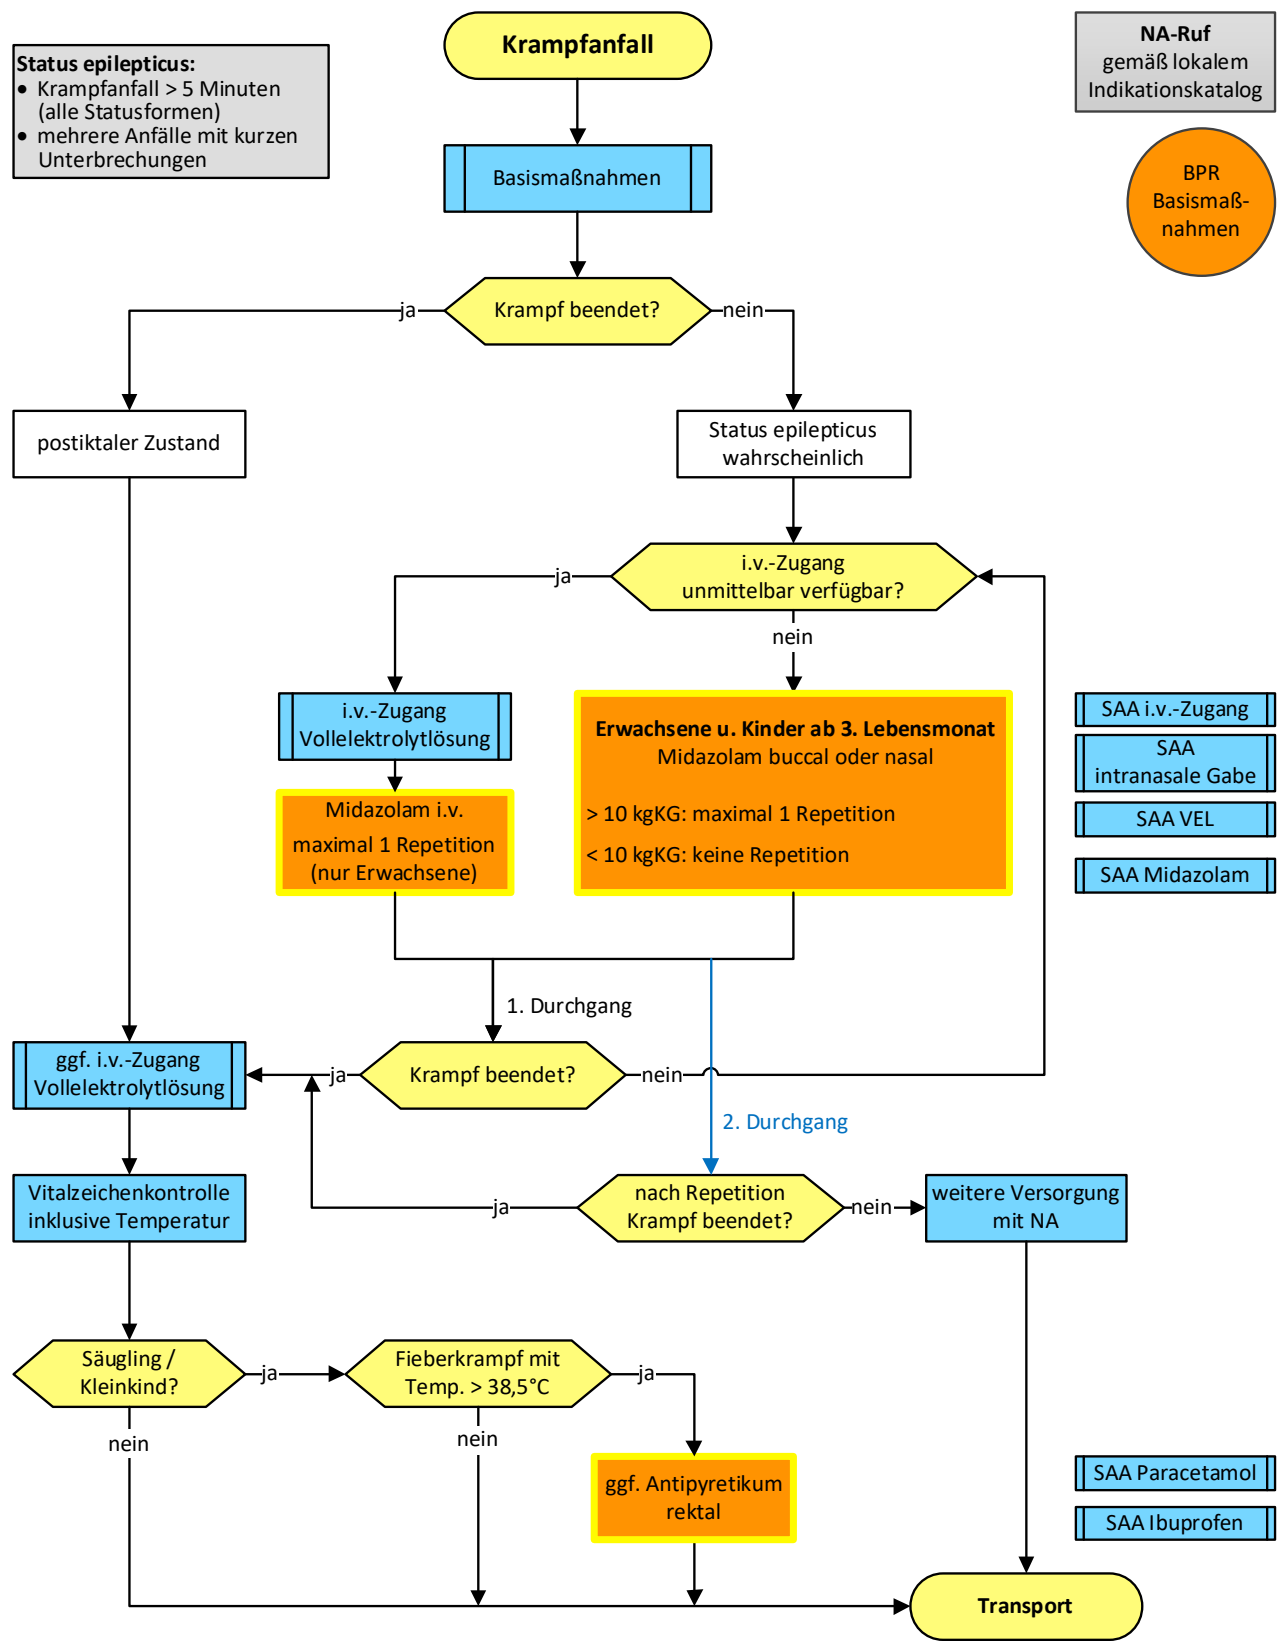 Krampfanfall
Status epilepticus:
• Krampfanfall > 5 Minuten
(alle Statusformen)
• mehrere Anfälle mit kurzen
Unterbrechungen
NA-Ruf
gemäß lokalem
Indikationskatalog
BPR
Basismaß-
nahmen
Basismaßnahmen
Krampf beendet?
ja
nein
postiktaler Zustand
Status epilepticus
wahrscheinlich
i.v.-Zugang
unmittelbar verfügbar?
ja
nein
i.v.-Zugang
Vollelektrolytlösung
Midazolam i.v.
maximal 1 Repetition
(nur Erwachsene)
Erwachsene u. Kinder ab 3. Lebensmonat
Midazolam buccal oder nasal
> 10 kgKG: maximal 1 Repetition
< 10 kgKG: keine Repetition
SAA i.v.-Zugang
SAA
intranasale Gabe
SAA VEL
SAA Midazolam
1. Durchgang
ggf. i.v.-Zugang
Vollelektrolytlösung
ja
Krampf beendet?
nein
2. Durchgang
Vitalzeichenkontrolle
inklusive Temperatur
ja
nach Repetition
Krampf beendet?
nein
weitere Versorgung
mit NA
Säugling /
Kleinkind?
ja
nein
Fieberkrampf mit
Temp. > 38,5°C
ja
nein
ggf. Antipyretikum
rektal
SAA Paracetamol
SAA Ibuprofen
Transport